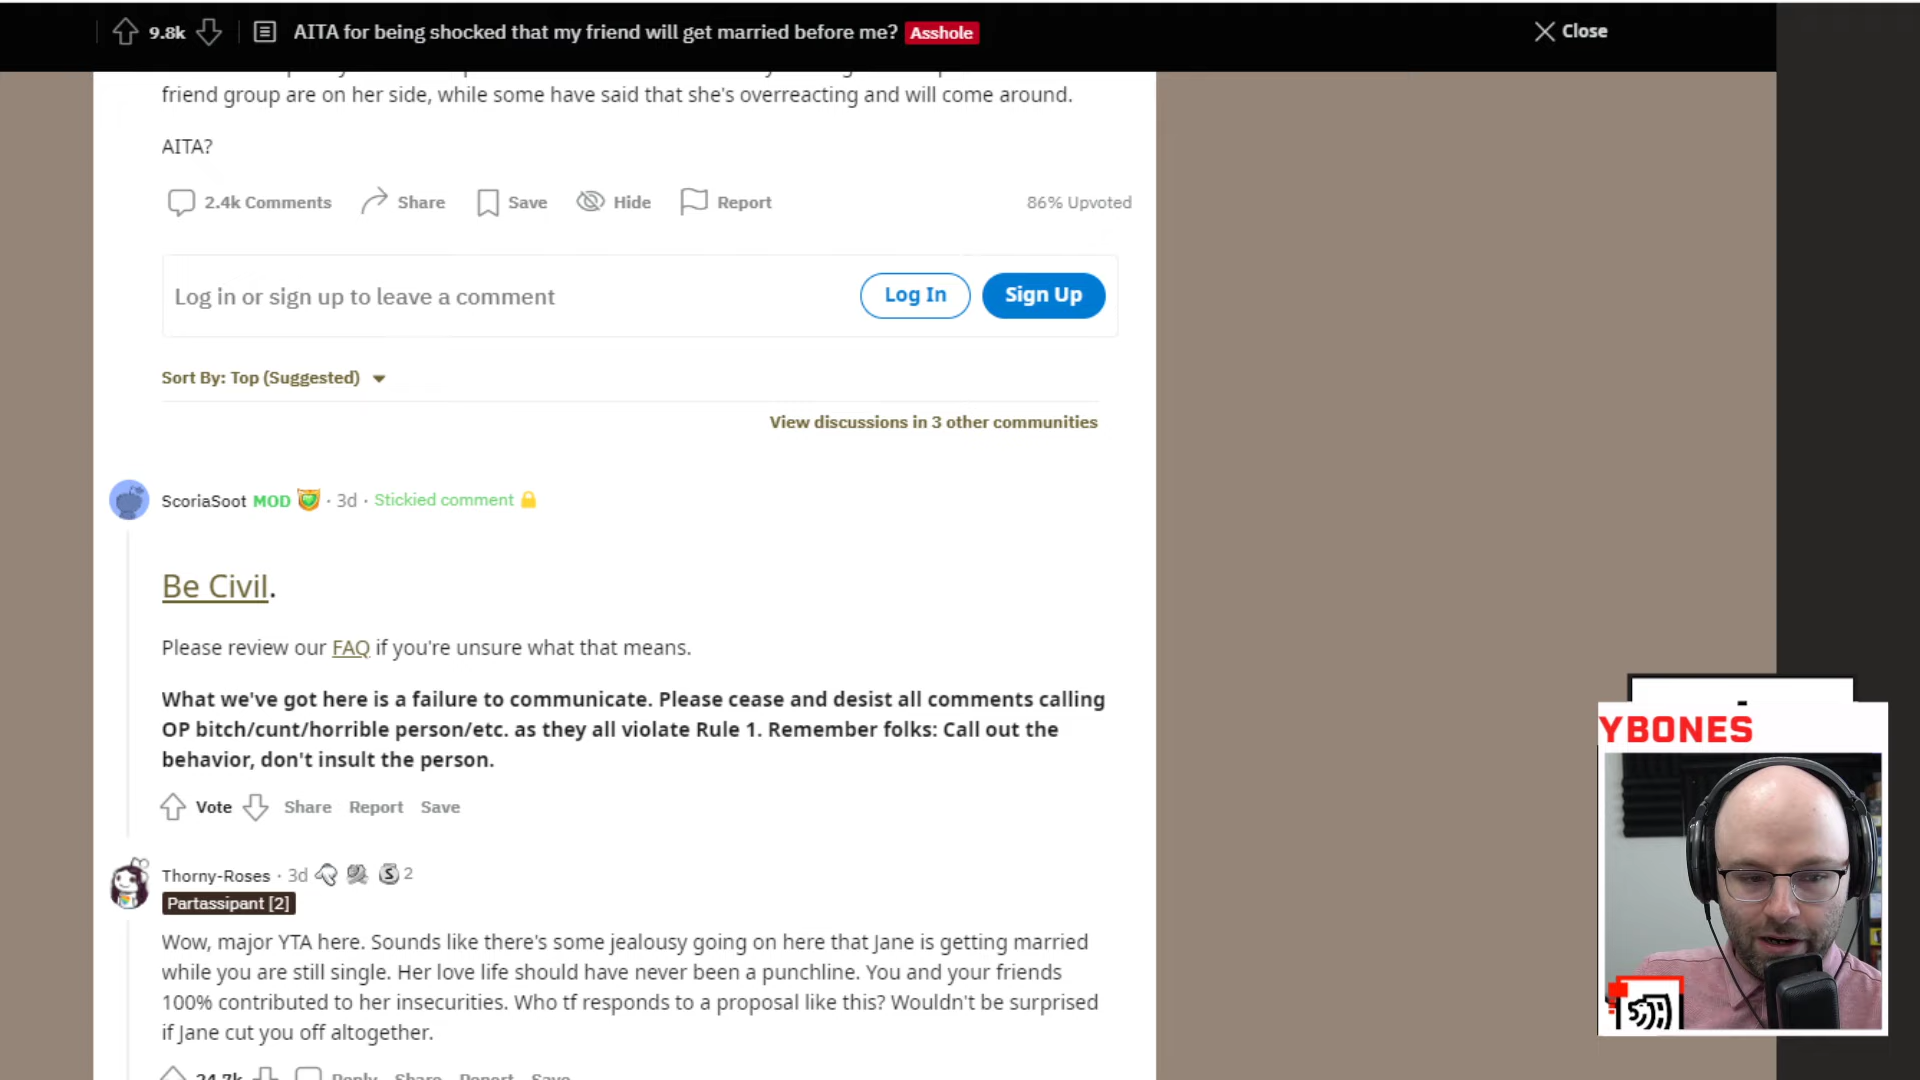 9.8k AITA for being shocked that my friend will get married before me? Asshole Close
friend group are on her side, while some have said that she's overreacting and will come around.
AITA?
2.4k Comments Share Save Hide Report 86% Upvoted
Log in or sign up to leave a comment Log In Sign Up
Sort By: Top (Suggested)
View discussions in 3 other communities
ScoriaSoot MOD · 3d · Stickied comment
Be Civil.
Please review our FAQ if you're unsure what that means.
What we've got here is a failure to communicate. Please cease and desist all comments calling
OP bitch/cunt/horrible person/etc. as they all violate Rule 1. Remember folks: Call out the
behavior, don't insult the person.
Vote Share Report Save
YBONES
Thorny-Roses · 3d S 2
Partassipant [2]
Wow, major YTA here. Sounds like there's some jealousy going on here that Jane is getting married
while you are still single. Her love life should have never been a punchline. You and your friends
100% contributed to her insecurities. Who tf responds to a proposal like this? Wouldn't be surprised
if Jane cut you off altogether.
24.7k Reply Share Report Save